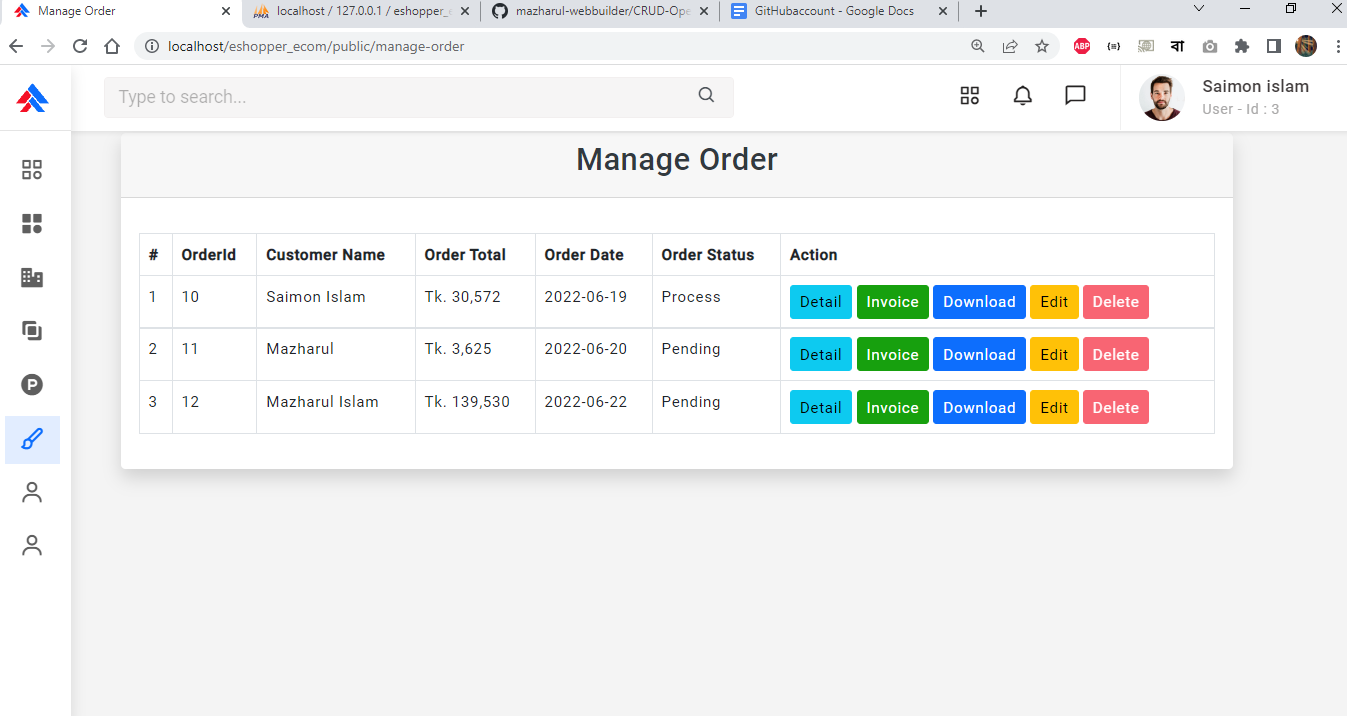 Manage Order
localhost / 127.0.0.1 / eshopper_
mazharul-webbuilder/CRUD-Ope
GitHubaccount - Google Docs
localhost/eshopper_ecom/public/manage-order
ABP
বা
Type to search...
Saimon islam
User - Id : 3
Manage Order
# OrderId Customer Name Order Total Order Date Order Status Action
1 10 Saimon Islam Tk. 30,572 2022-06-19 Process Detail Invoice Download Edit Delete
2 11 Mazharul Tk. 3,625 2022-06-20 Pending Detail Invoice Download Edit Delete
3 12 Mazharul Islam Tk. 139,530 2022-06-22 Pending Detail Invoice Download Edit Delete
P